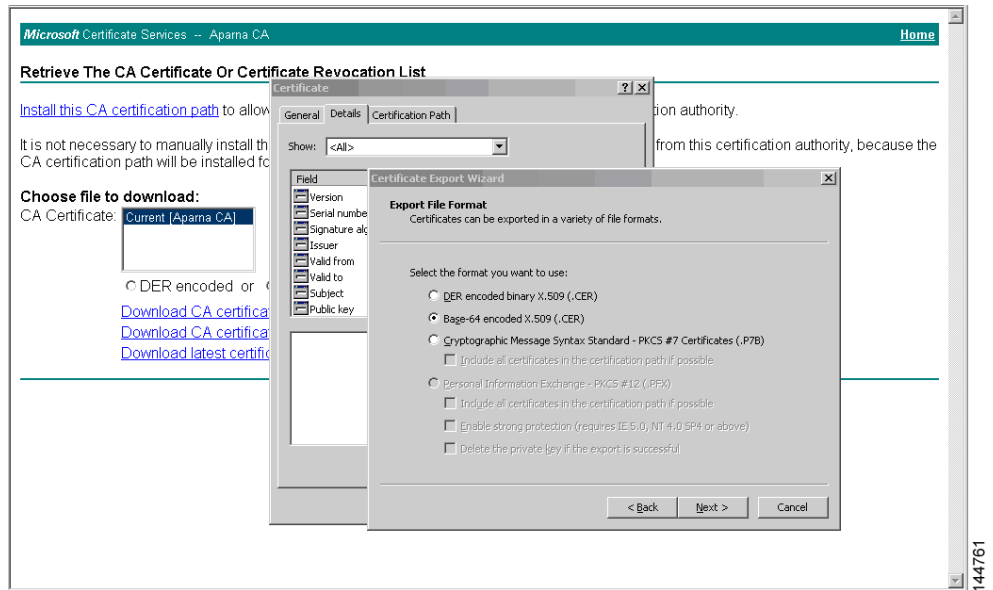 Microsoft Certificate Services -- Aparna CA
Home
Retrieve The CA Certificate Or Certificate Revocation List
Install this CA certification path to allow
tion authority.
It is not necessary to manually install th
from this certification authority, because the
CA certification path will be installed fo
Choose file to download:
CA Certificate:
Current [Aparna CA]
DER encoded or
Download CA certifica
Download CA certifica
Download latest certific
Certificate
General
Details
Certification Path
Show:
<All>
Field
Version
Serial numbe
Signature alg
Issuer
Valid from
Valid to
Subject
Public key
Certificate Export Wizard
Export File Format
Certificates can be exported in a variety of file formats.
Select the format you want to use:
DER encoded binary X.509 (.CER)
Base-64 encoded X.509 (.CER)
Cryptographic Message Syntax Standard - PKCS #7 Certificates (.P7B)
Include all certificates in the certification path if possible
Personal Information Exchange - PKCS #12 (.PFX)
Include all certificates in the certification path if possible
Enable strong protection (requires IE 5.0, NT 4.0 SP4 or above)
Delete the private key if the export is successful
< Back
Next >
Cancel
144761